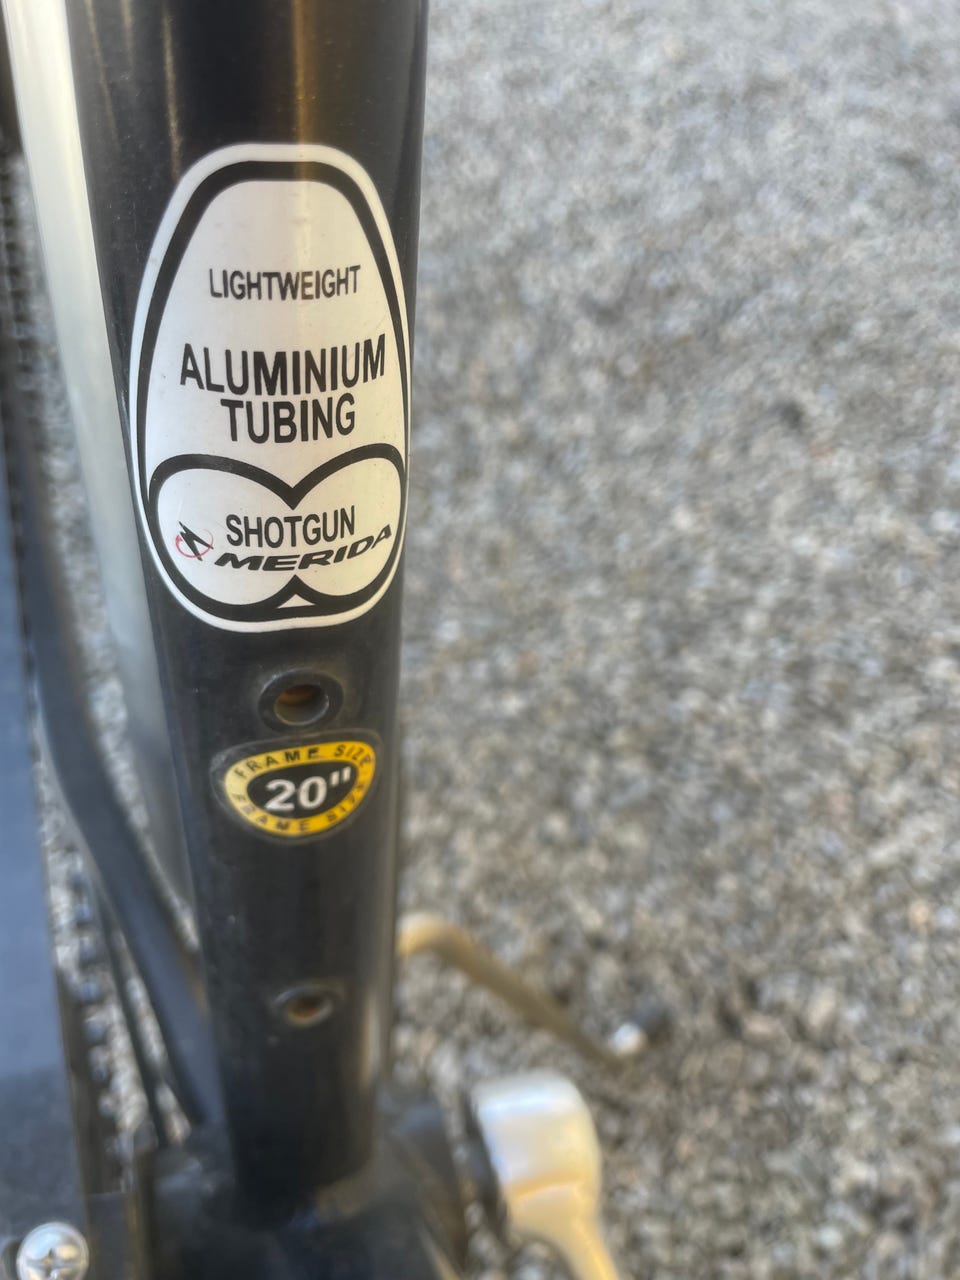 LIGHTWEIGHT
ALUMINIUM
TUBING
SHOTGUN
MERIDA
FRAME SIZE
20"
FRAME SIZE